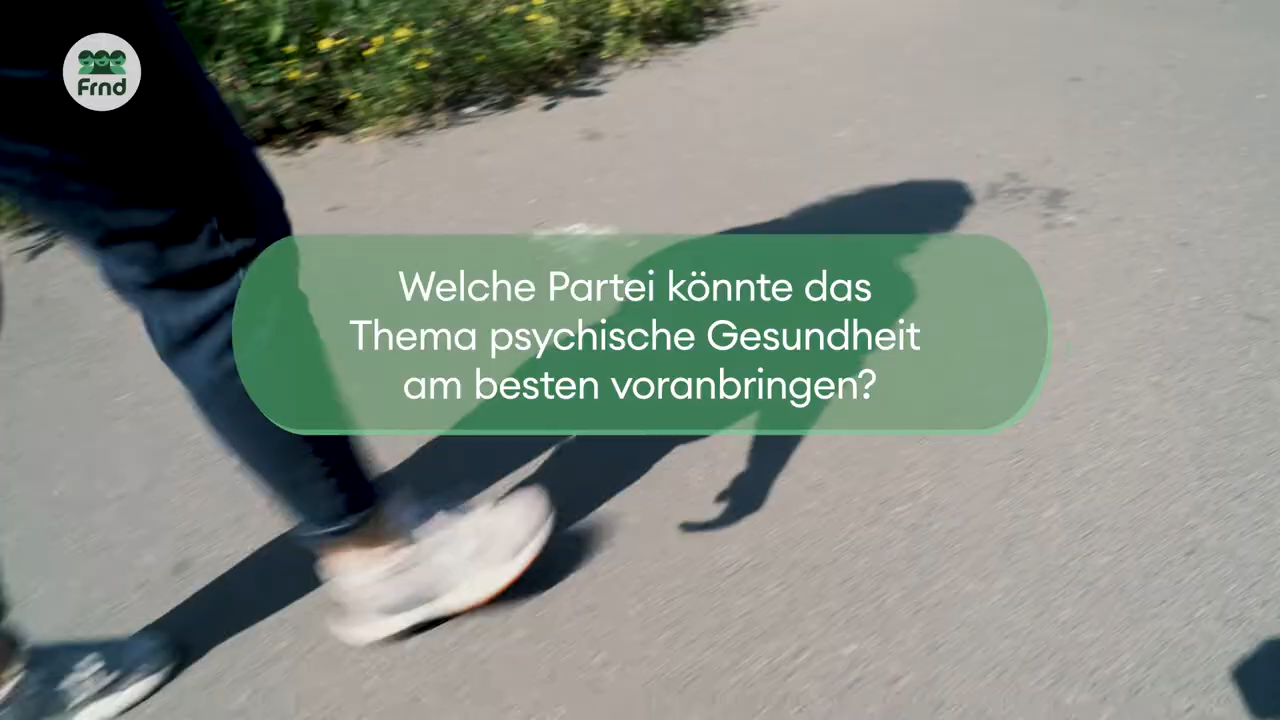 Frnd
Welche Partei könnte das
Thema psychische Gesundheit
am besten voranbringen?